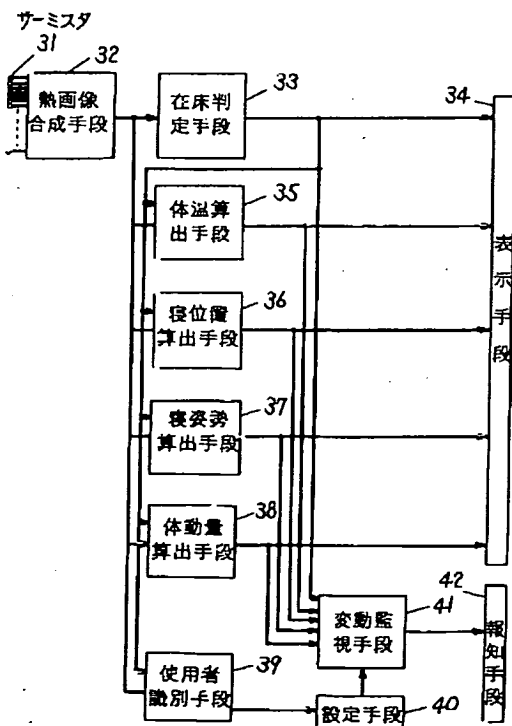 サーミスタ
31
32
熱画像
合成手段
33
在床判
定手段
34
表示手段
35
体温算
出手段
36
寝位置
算出手段
37
寝姿勢
算出手段
38
体動量
算出手段
39
使用者
識別手段
40
設定手段
41
変動監
視手段
42
報知手段